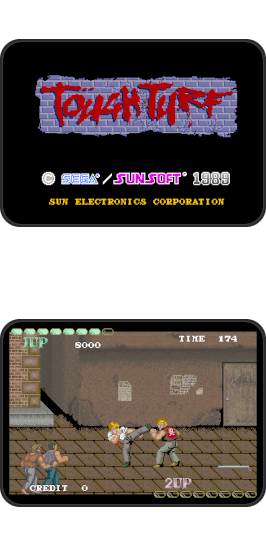 TOUGH TURF
© SEGA® / SUNSOFT® 1989
SUN ELECTRONICS CORPORATION
1UP 8000 TIME 174
CREDIT 0 2UP